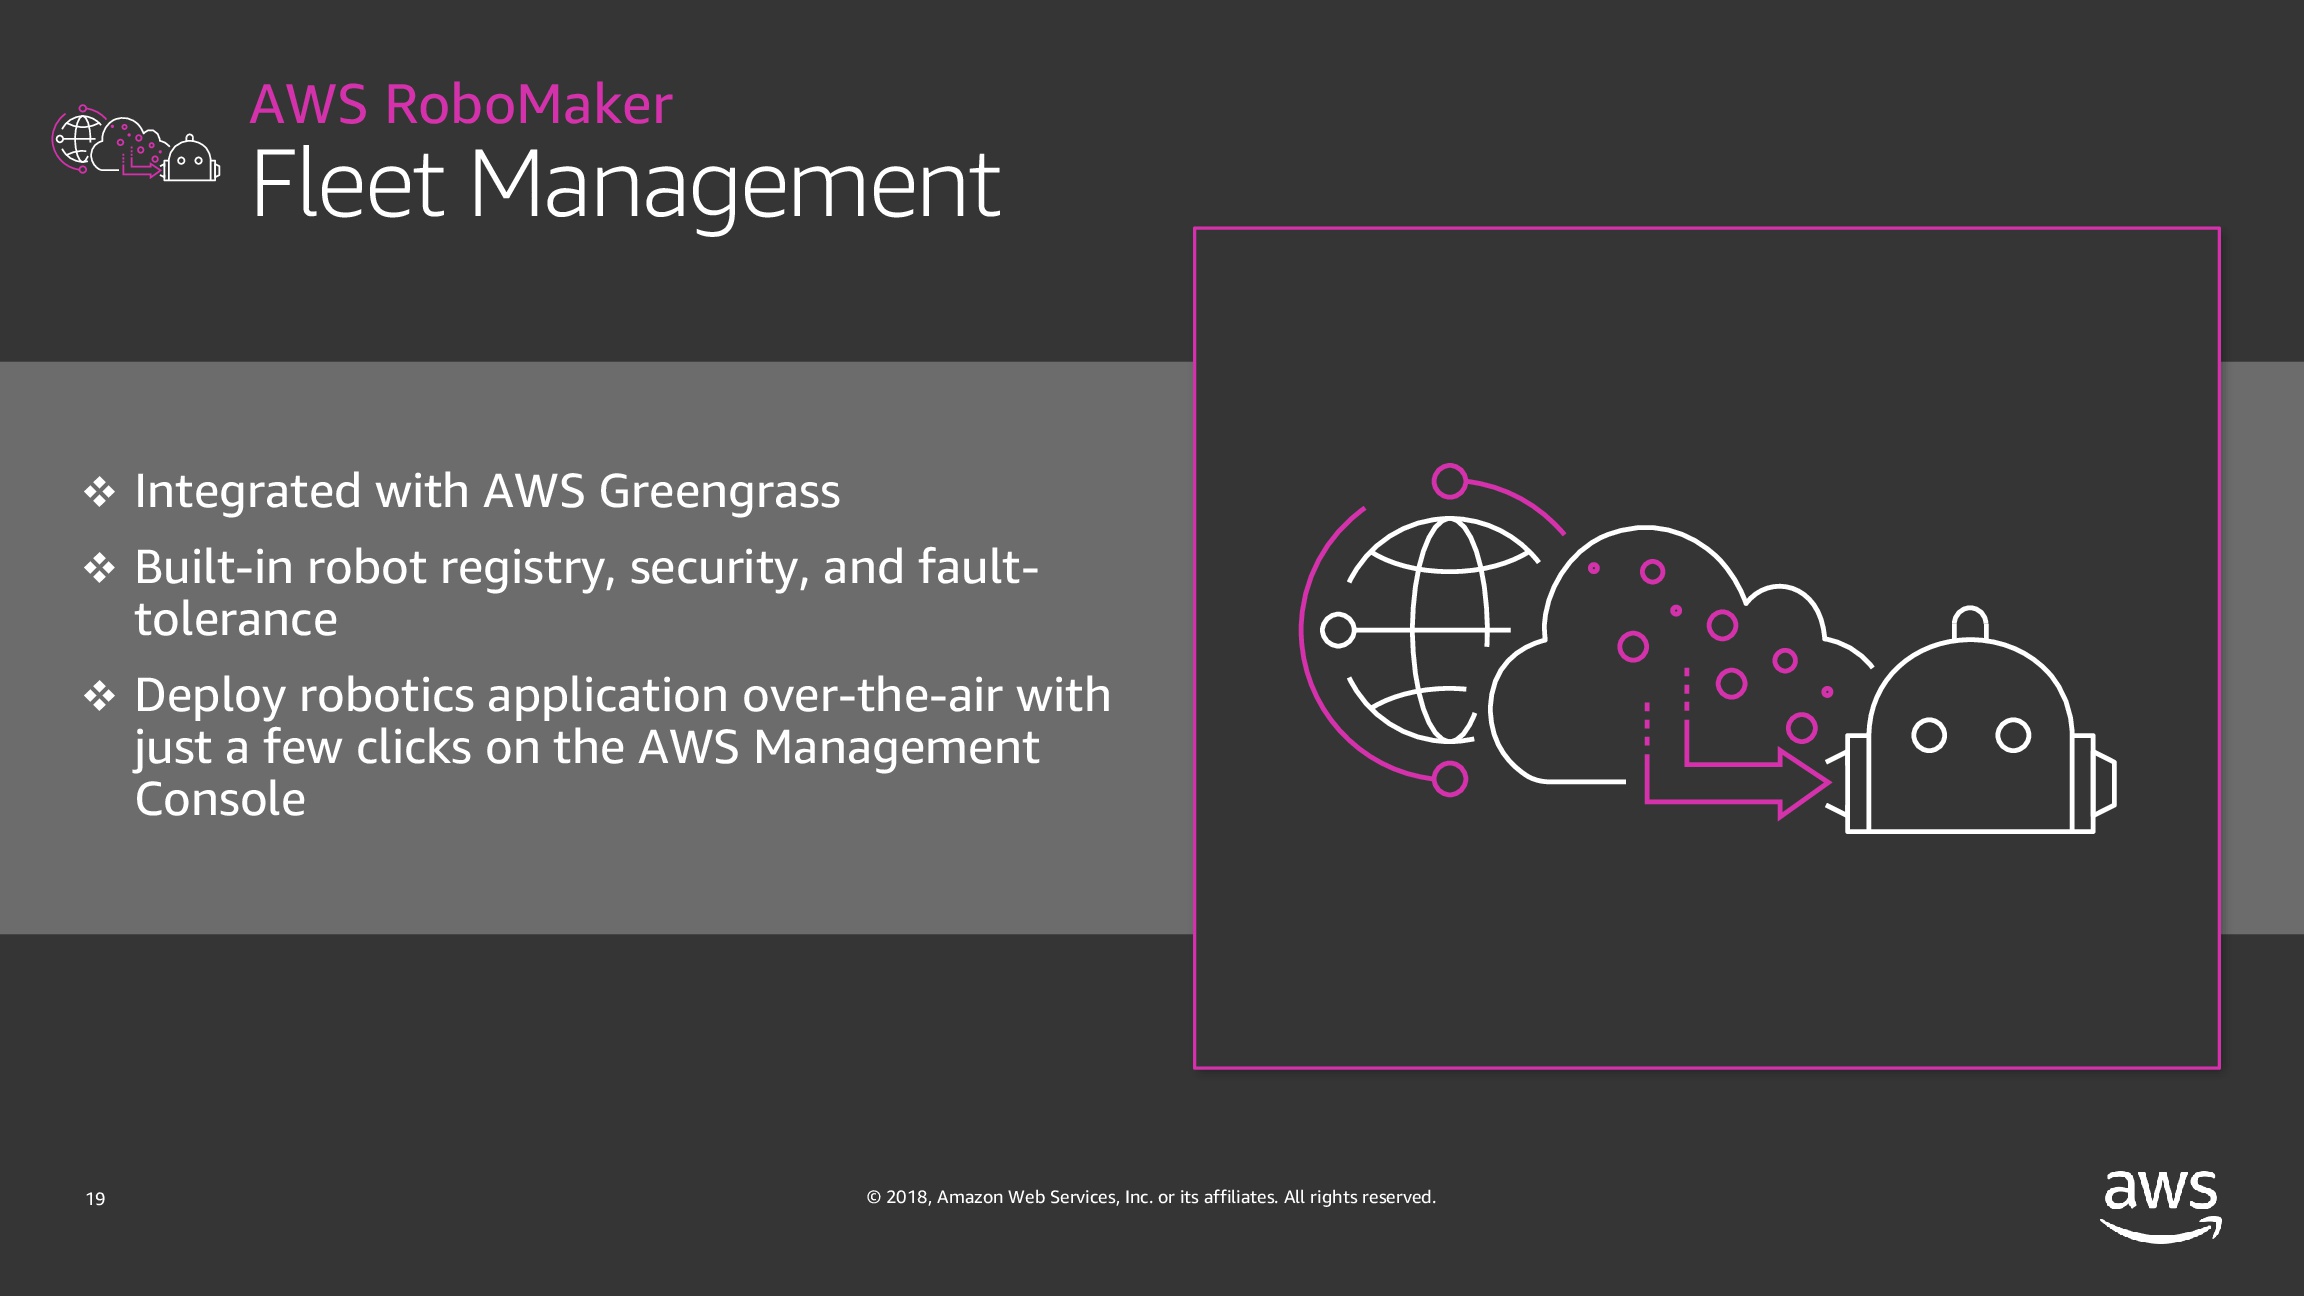 AWS RoboMaker
Fleet Management
❖ Integrated with AWS Greengrass
❖ Built-in robot registry, security, and fault-
tolerance
❖ Deploy robotics application over-the-air with
just a few clicks on the AWS Management
Console
19
© 2018, Amazon Web Services, Inc. or its affiliates. All rights reserved.
aws